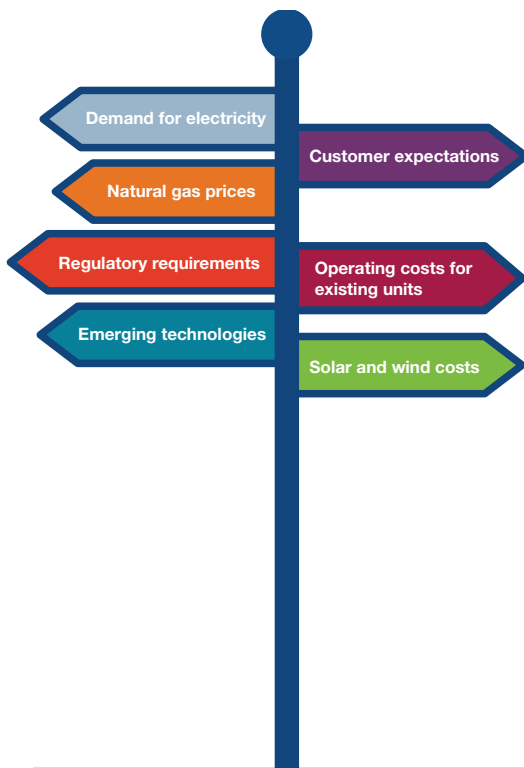 Demand for electricity
Customer expectations
Natural gas prices
Regulatory requirements
Operating costs for
existing units
Emerging technologies
Solar and wind costs